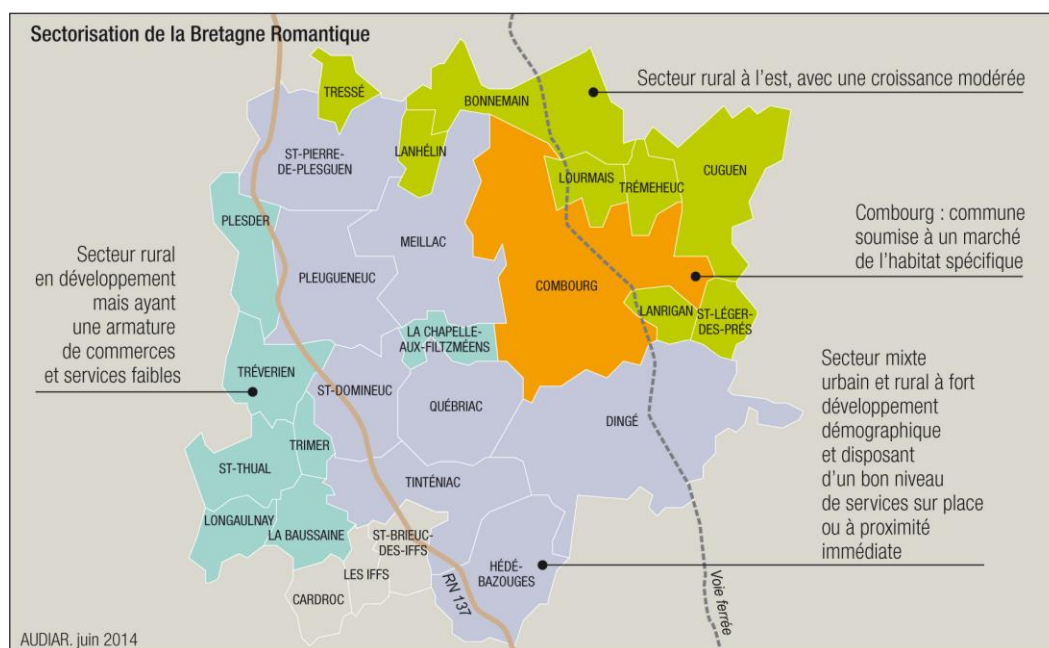 Sectorisation de la Bretagne Romantique
Secteur rural à l'est, avec une croissance modérée
TRESSÉ
BONNEMAIN
ST-PIERRE-
DE-PLESGUEN
LANHÉLIN
LOURMAIS
TRÉMEHEUC
CUGUEN
PLESDER
MEILLAC
Combourg : commune
soumise à un marché
de l'habitat spécifique
Secteur rural
en développement
mais ayant
une armature
de commerces
et services faibles
PLEUGUENEUC
COMBOURG
LANRIGAN
ST-LÉGER-
DES-PRÉS
LA CHAPELLE-
AUX-FILTZMÉENS
TRÉVERIEN
ST-DOMINEUC
QUÉBRIAC
DINGÉ
Secteur mixte
urbain et rural à fort
développement
démographique
et disposant
d'un bon niveau
de services sur place
ou à proximité
immédiate
TRIMER
ST-THUAL
TINTÉNIAC
LONGAULNAY
LA BAUSSAINE
ST-BRIEUC-
DES-IFFS
LES IFFS
CARDROC
HÉDÉ-
BAZOUGES
RN 137
Voie ferrée
AUDIAR. juin 2014